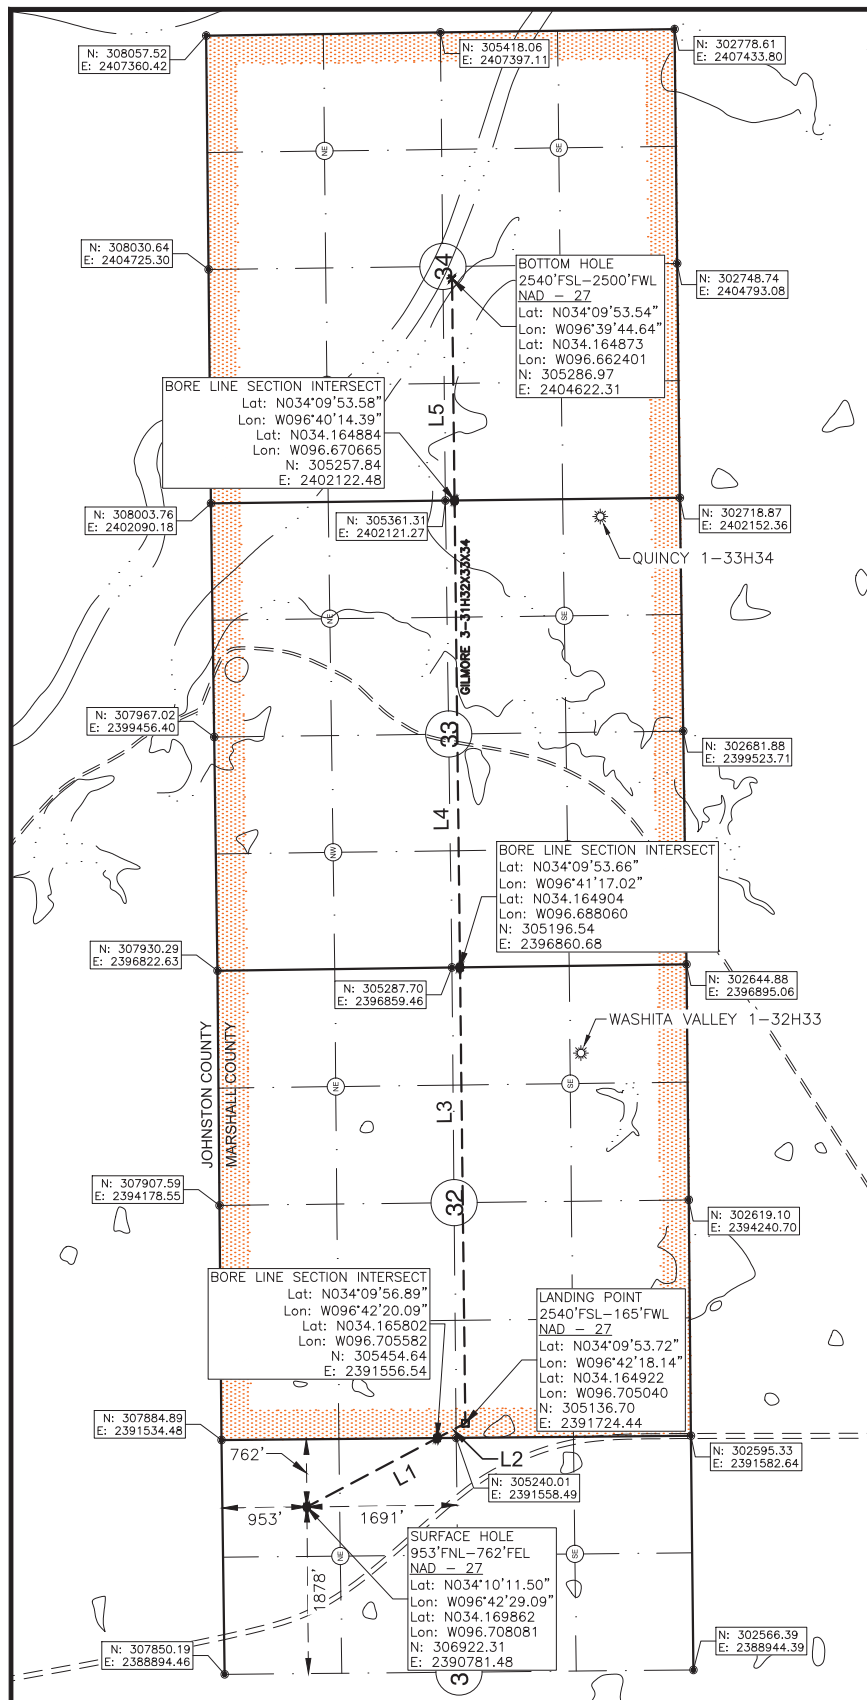 N: 308057.52
E: 2407360.42
N: 305418.06
E: 2407397.11
N: 302778.61
E: 2407433.80
NE
SE
N: 308030.64
E: 2404725.30
34
BOTTOM HOLE
2540'FSL-2500'FWL
NAD - 27
Lat: N034°09'53.54"
Lon: W096°39'44.64"
Lat: N034.164873
Lon: W096.662401
N: 305286.97
E: 2404622.31
N: 302748.74
E: 2404793.08
BORE LINE SECTION INTERSECT
Lat: N034°09'53.58"
Lon: W096°40'14.39"
Lat: N034.164884
Lon: W096.670665
N: 305257.84
E: 2402122.48
L5
N: 308003.76
E: 2402090.18
N: 305361.31
E: 2402121.27
N: 302718.87
E: 2402152.36
QUINCY 1-33H34
GILMORE 3-31H32X33X34
NE
SE
N: 307967.02
E: 2399456.40
33
N: 302681.88
E: 2399523.71
L4
NW
BORE LINE SECTION INTERSECT
Lat: N034°09'53.66"
Lon: W096°41'17.02"
Lat: N034.164904
Lon: W096.688060
N: 305196.54
E: 2396860.68
N: 307930.29
E: 2396822.63
N: 305287.70
E: 2396859.46
N: 302644.88
E: 2396895.06
WASHITA VALLEY 1-32H33
JOHNSTON COUNTY
MARSHALL COUNTY
NE
SE
L3
N: 307907.59
E: 2394178.55
32
N: 302619.10
E: 2394240.70
BORE LINE SECTION INTERSECT
Lat: N034°09'56.89"
Lon: W096°42'20.09"
Lat: N034.165802
Lon: W096.705582
N: 305454.64
E: 2391556.54
LANDING POINT
2540'FSL-165'FWL
NAD - 27
Lat: N034°09'53.72"
Lon: W096°42'18.14"
Lat: N034.164922
Lon: W096.705040
N: 305136.70
E: 2391724.44
N: 307884.89
E: 2391534.48
762'
L1
L2
N: 302595.33
E: 2391582.64
N: 305240.01
E: 2391558.49
953'
1691'
1878'
NE
SE
SURFACE HOLE
953'FNL-762'FEL
NAD - 27
Lat: N034°10'11.50"
Lon: W096°42'29.09"
Lat: N034.169862
Lon: W096.708081
N: 306922.31
E: 2390781.48
N: 307850.19
E: 2388894.46
N: 302566.39
E: 2388944.39
3